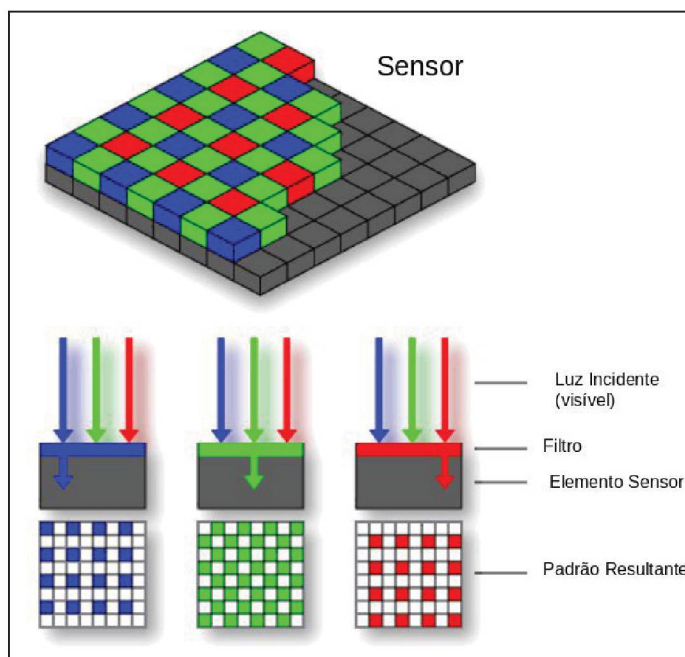 Sensor
Luz Incidente
(visível)
Filtro
Elemento Sensor
Padrão Resultante